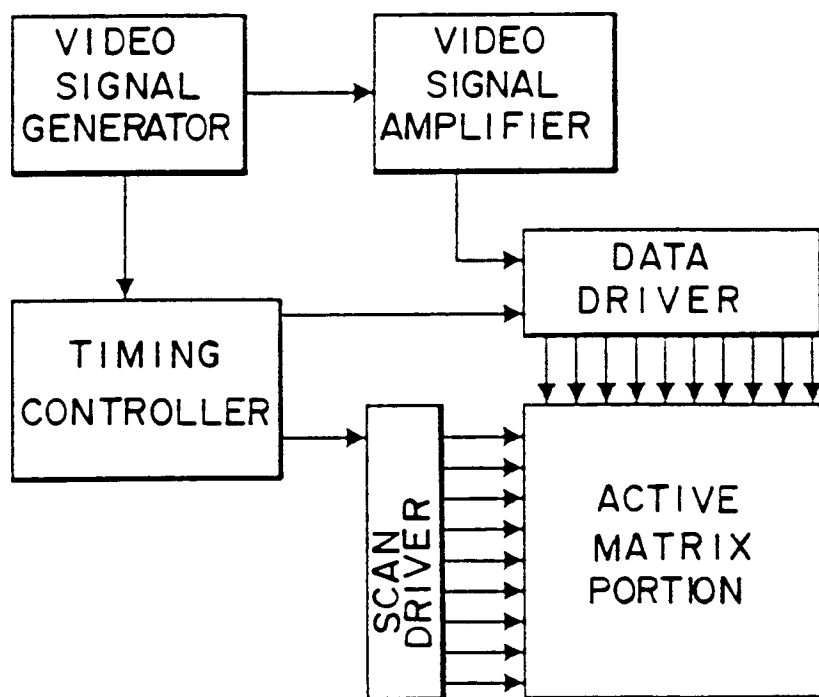 VIDEO
SIGNAL
GENERATOR
VIDEO
SIGNAL
AMPLIFIER
DATA
DRIVER
TIMING
CONTROLLER
SCAN
DRIVER
ACTIVE
MATRIX
PORTION